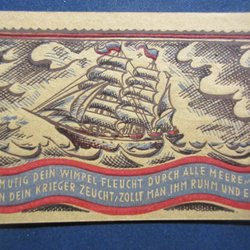 MUTIG DEIN WIMPEL FLEUCHT DURCH ALLE MEERE,
DEIN KRIEGER ZEUCHT, ZOLLT MAN IHM RUHM UND